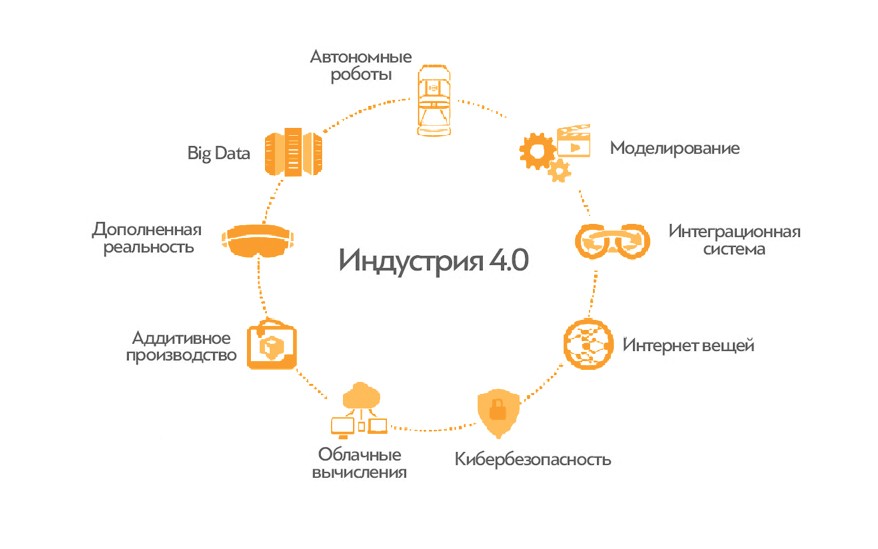 Автономные
роботы
Big Data
Моделирование
Дополненная
реальность
Интеграционная
система
Индустрия 4.0
Аддитивное
производство
Интернет вещей
Облачные
вычисления
Кибербезопасность